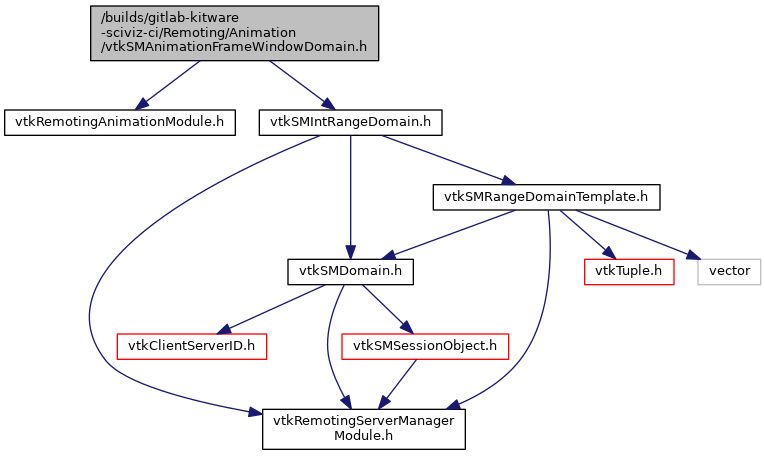 /builds/gitlab-kitware
-sciviz-ci/Remoting/Animation
/vtkSMAnimationFrameWindowDomain.h
vtkRemotingAnimationModule.h
vtkSMIntRangeDomain.h
vtkSMRangeDomainTemplate.h
vtkSMDomain.h
vtkTuple.h
vector
vtkClientServerID.h
vtkSMSessionObject.h
vtkRemotingServerManager
Module.h